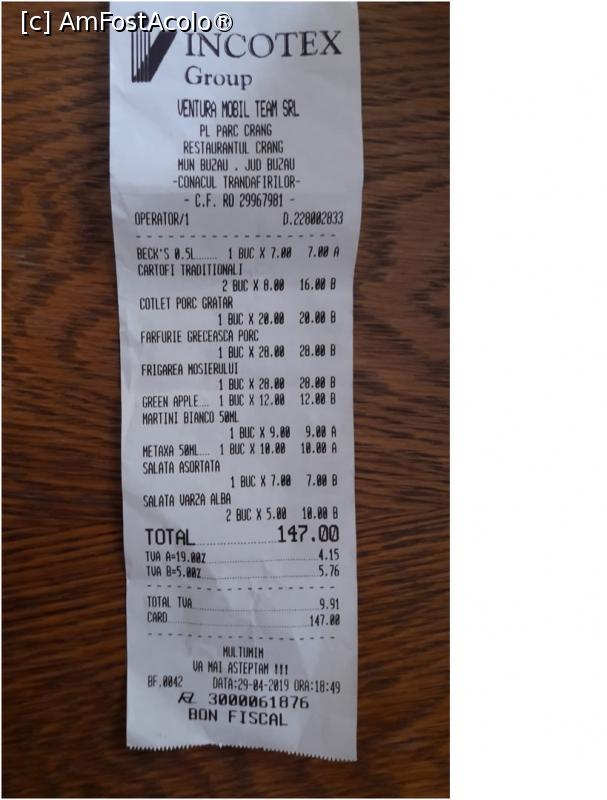 [c] AmFostAcolo®
INCOTEX
Group
VENTURA MOBIL TEAM SRL
PL PARC CRANG
RESTAURANTUL CRANG
MUN BUZAU . JUD BUZAU
-CONACUL TRANDAFIRILOR-
- C.F. RO 29967981 -
OPERATOR/1 D.228002833
BECK'S 0.5L........ 1 BUC X 7.00 7.00 A
CARTOFI TRADITIONALI
2 BUC X 8.00 16.00 B
COTLET PORC GRATAR
1 BUC X 20.00 20.00 B
FARFURIE GRECEASCA PORC
1 BUC X 28.00 28.00 B
FRIGAREA MOSIERULUI
1 BUC X 28.00 28.00 B
GREEN APPLE... 1 BUC X 12.00 12.00 B
MARTINI BIANCO 50ML
1 BUC X 9.00 9.00 A
METAXA 50ML... 1 BUC X 10.00 10.00 A
SALATA ASORTATA
1 BUC X 7.00 7.00 B
SALATA VARZA ALBA
2 BUC X 5.00 10.00 B
TOTAL 147.00
TVA A=19.00% 4.15
TVA B=5.00% 5.76
TOTAL TVA 9.91
CARD 147.00
MULTUMIM
VA MAI ASTEPTAM !!!
BF.0042 DATA:29-04-2019 ORA:18:49
3000061876
BON FISCAL